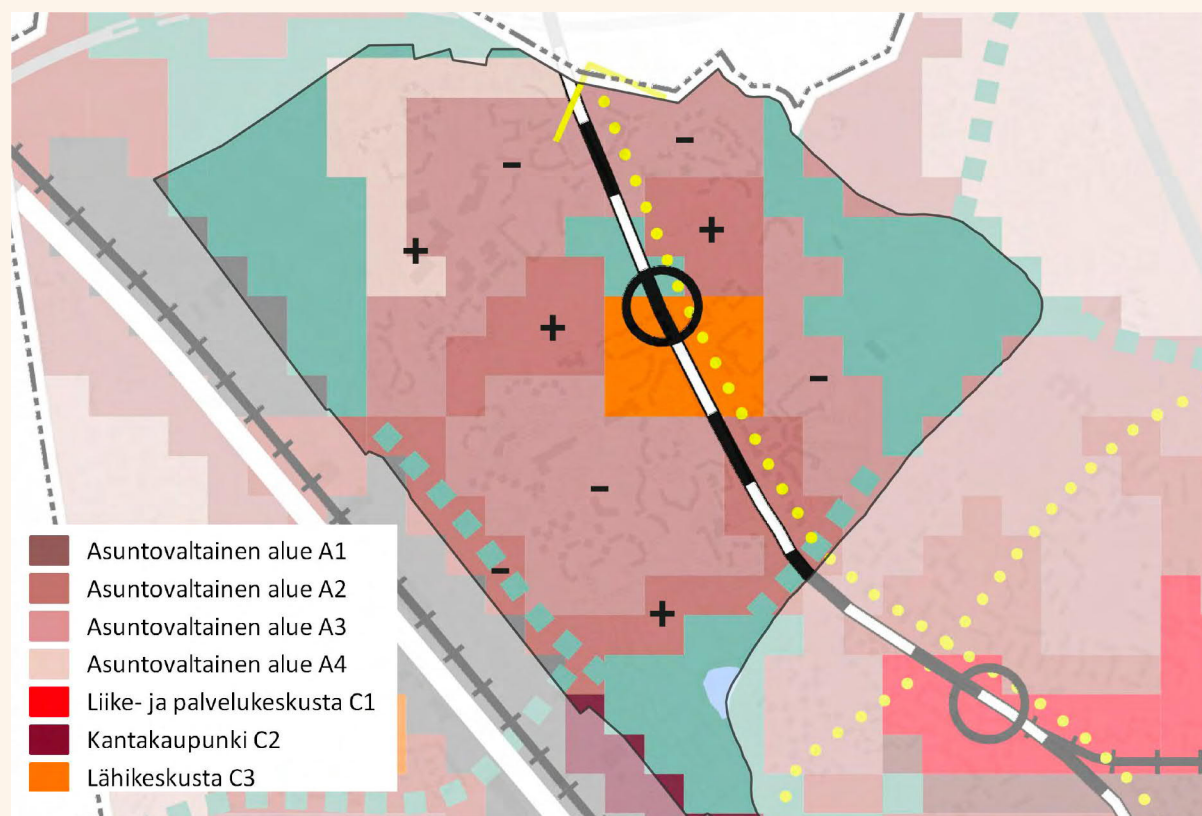 Asuntovaltainen alue A1
Asuntovaltainen alue A2
Asuntovaltainen alue A3
Asuntovaltainen alue A4
Liike- ja palvelukeskusta C1
Kantakaupunki C2
Lähikeskusta C3